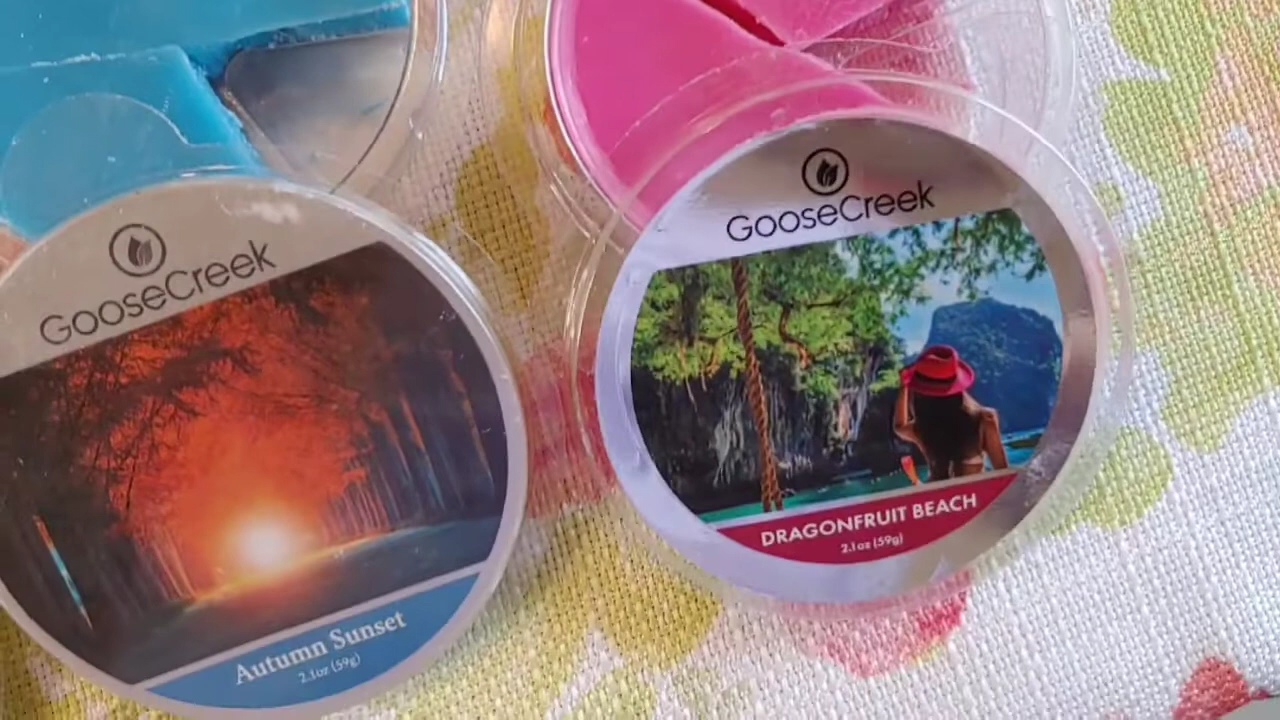 GooseCreek
Autumn Sunset
2.1oz (59g)
GooseCreek
DRAGONFRUIT BEACH
2.1oz (59g)